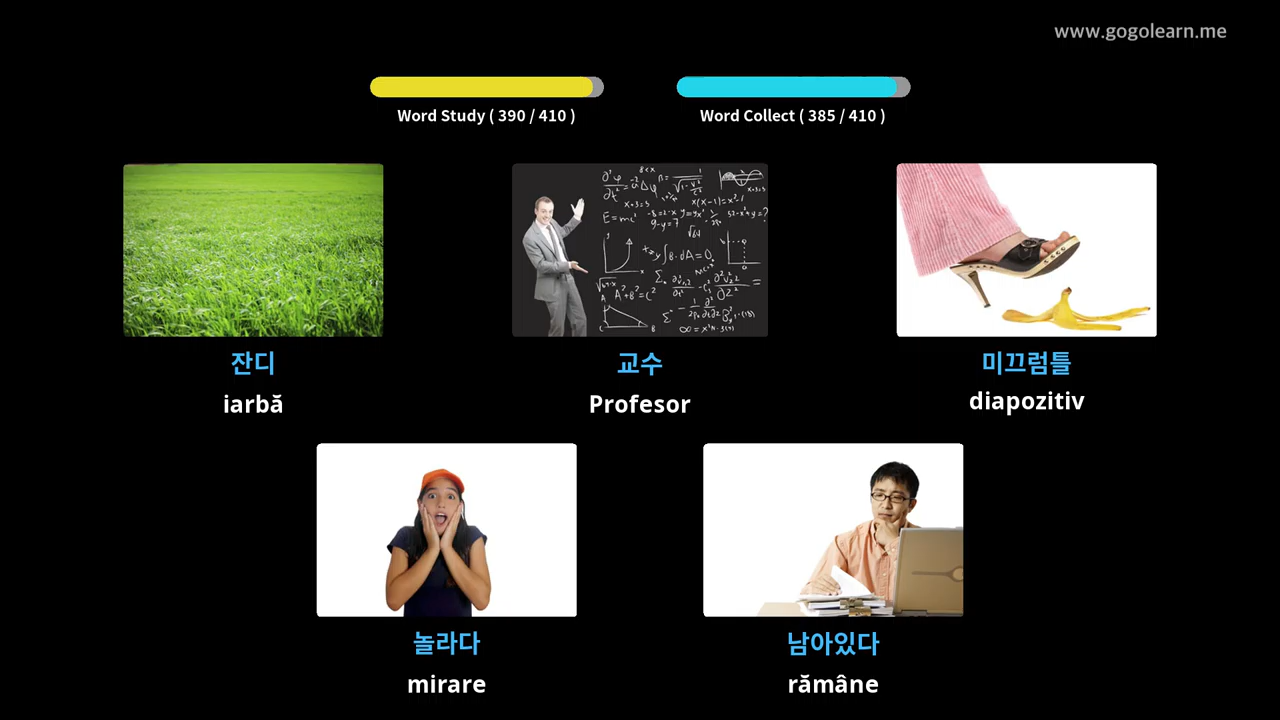 www.gogolearn.me
Word Study ( 390 / 410 )
Word Collect ( 385 / 410 )
잔디
iarbă
교수
Profesor
미끄럼틀
diapozitiv
놀라다
mirare
남아있다
rămâne